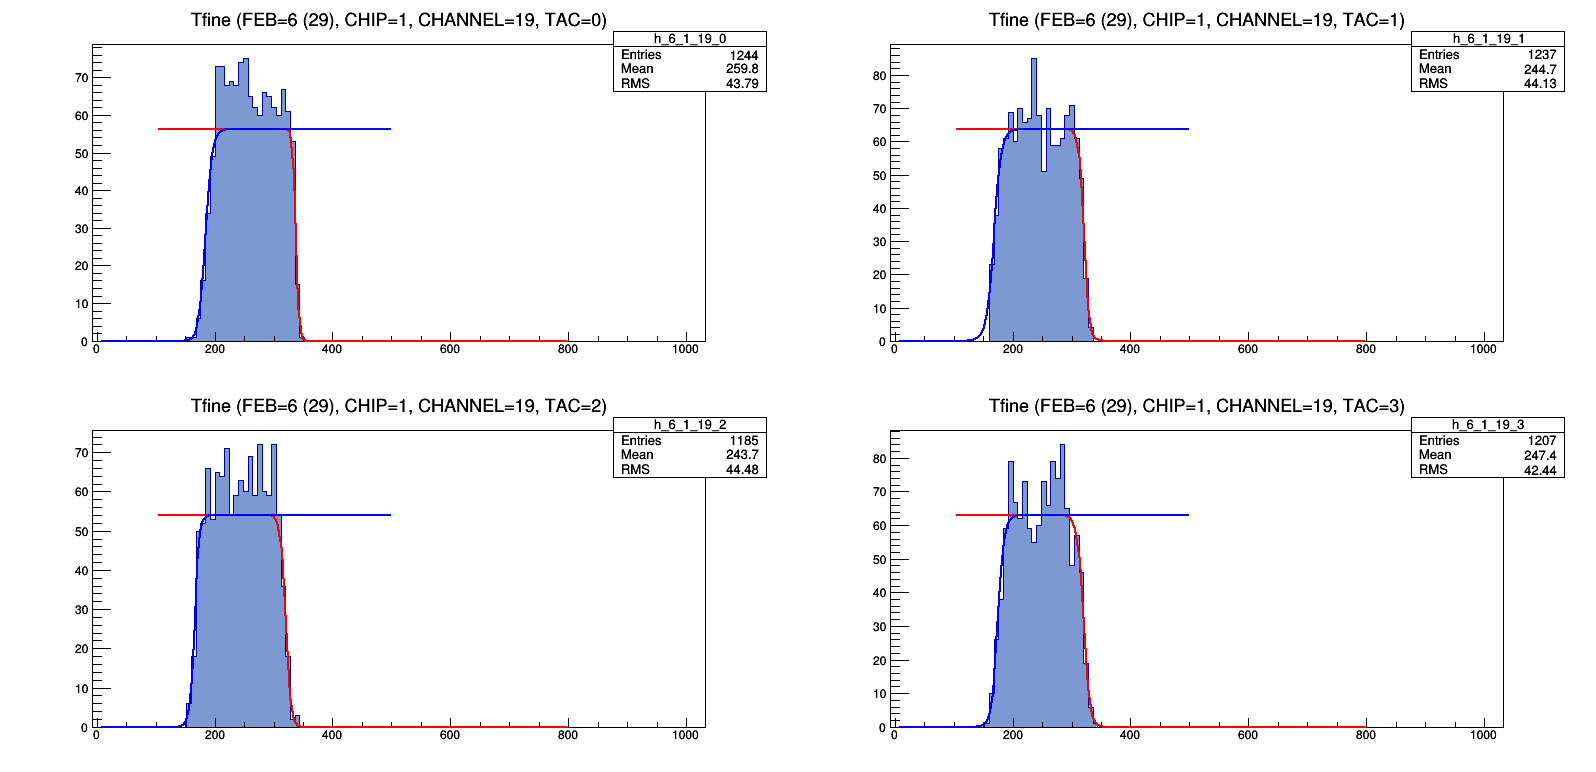 Tfine (FEB=6 (29), CHIP=1, CHANNEL=19, TAC=0)
h_6_1_19_0
Entries 1244
Mean 259.8
RMS 43.79
70
60
50
40
30
20
10
0
0 200 400 600 800 1000
Tfine (FEB=6 (29), CHIP=1, CHANNEL=19, TAC=1)
h_6_1_19_1
Entries 1237
Mean 244.7
RMS 44.13
80
70
60
50
40
30
20
10
0
0 200 400 600 800 1000
Tfine (FEB=6 (29), CHIP=1, CHANNEL=19, TAC=2)
h_6_1_19_2
Entries 1185
Mean 243.7
RMS 44.48
70
60
50
40
30
20
10
0
0 200 400 600 800 1000
Tfine (FEB=6 (29), CHIP=1, CHANNEL=19, TAC=3)
h_6_1_19_3
Entries 1207
Mean 247.4
RMS 42.44
80
70
60
50
40
30
20
10
0
0 200 400 600 800 1000